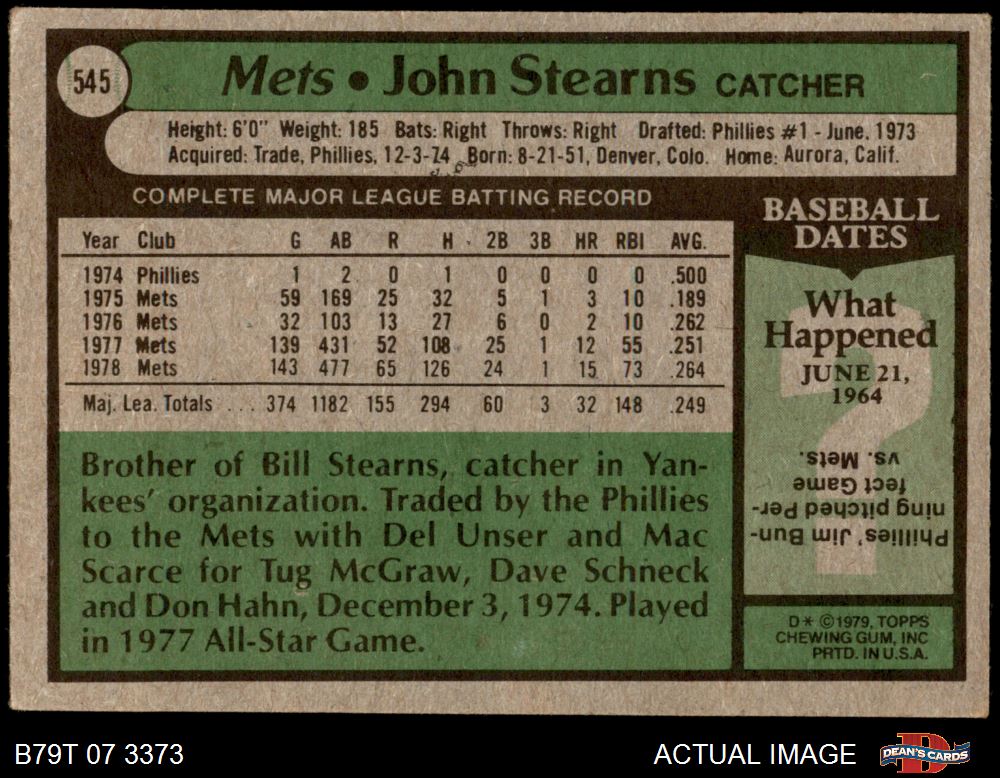 545
Mets • John Stearns CATCHER
Height: 6'0" Weight: 185 Bats: Right Throws: Right Drafted: Phillies #1 - June, 1973
Acquired: Trade, Phillies, 12-3-74 Born: 8-21-51, Denver, Colo. Home: Aurora, Calif.
COMPLETE MAJOR LEAGUE BATTING RECORD
Year Club G AB R H 2B 3B HR RBI AVG.
1974 Phillies 1 2 0 1 0 0 0 0 .500
1975 Mets 59 169 25 32 5 1 3 10 .189
1976 Mets 32 103 13 27 6 0 2 10 .262
1977 Mets 139 431 52 108 25 1 12 55 .251
1978 Mets 143 477 65 126 24 1 15 73 .264
Maj. Lea. Totals ... 374 1182 155 294 60 3 32 148 .249
Brother of Bill Stearns, catcher in Yan-
kees' organization. Traded by the Phillies
to the Mets with Del Unser and Mac
Scarce for Tug McGraw, Dave Schneck
and Don Hahn, December 3, 1974. Played
in 1977 All-Star Game.
BASEBALL
DATES
What
Happened
JUNE 21,
1964
Phillies' Jim Bun-
ning pitched Per-
fect Game
vs. Mets.
D* ©1979, TOPPS
CHEWING GUM, INC
PRTD. IN U.S.A.
B79T 07 3373
ACTUAL IMAGE
DEAN'S CARDS